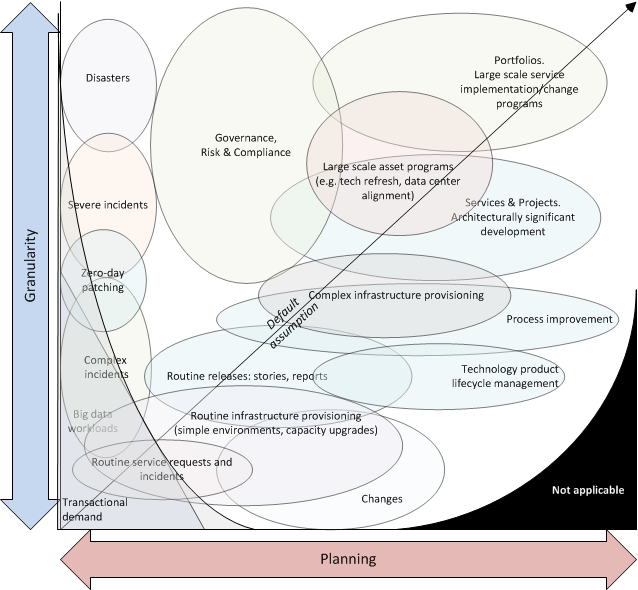 Disasters
Governance,
Risk & Compliance
Portfolios.
Large scale service
implementation/change
programs
Large scale asset programs
(e.g. tech refresh, data center
alignment)
Severe incidents
Services & Projects.
Architecturally significant
development
Granularity
Zero-day
patching
Complex infrastructure provisioning
Default
assumption
Process improvement
Complex
incidents
Routine releases: stories, reports
Technology product
lifecycle management
Big data
workloads
Routine infrastructure provisioning
(simple environments, capacity upgrades)
Routine service requests and
incidents
Changes
Not applicable
Transactional
demand
Planning